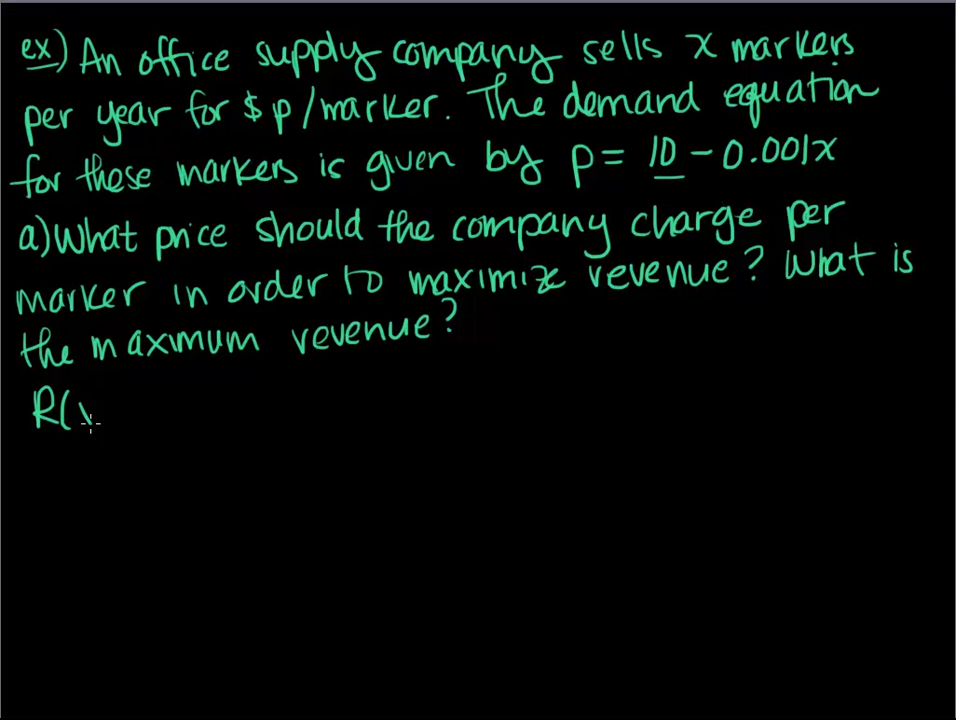 ex) An office supply company sells x markers
per year for $p/marker. The demand equation
for these markers is given by p = 10 - 0.001x
a) What price should the company charge per
marker in order to maximize revenue? What is
the maximum revenue?
R(